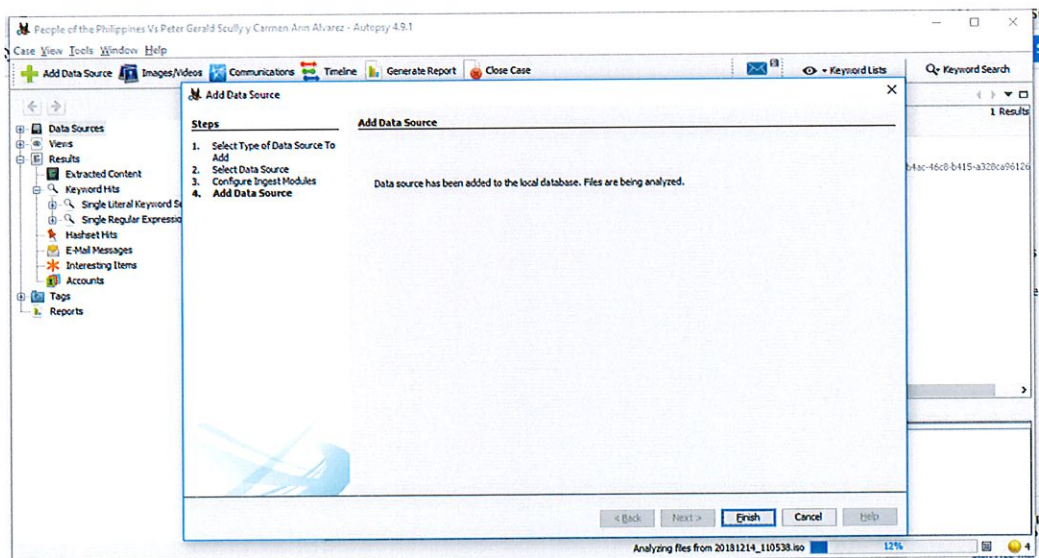 People of the Philippines Vs Peter Gerald Scully y Carmen Ann Alvarez - Autopsy 4.9.1
Case View Tools Window Help
Add Data Source Images/Videos Communications Timeline Generate Report Close Case Keyword Lists Keyword Search
Add Data Source
1 Results
Data Sources
Views
Results
Extracted Content
Keyword Hits
Single Literal Keyword
Single Regular
Hashset Hits
E-Mail Messages
Interesting Items
Accounts
Tags
Reports
Steps
1. Select Type of Data Source To
Add
2. Select Data Source
3. Configure Ingest Modules
4. Add Data Source
Add Data Source
Data source has been added to the local database. Files are being analyzed.
b4ac-46c8-b415-a328ca96126
< Back Next > Finish Cancel Help
Analyzing files from 20181214_110538.iso 12% 4